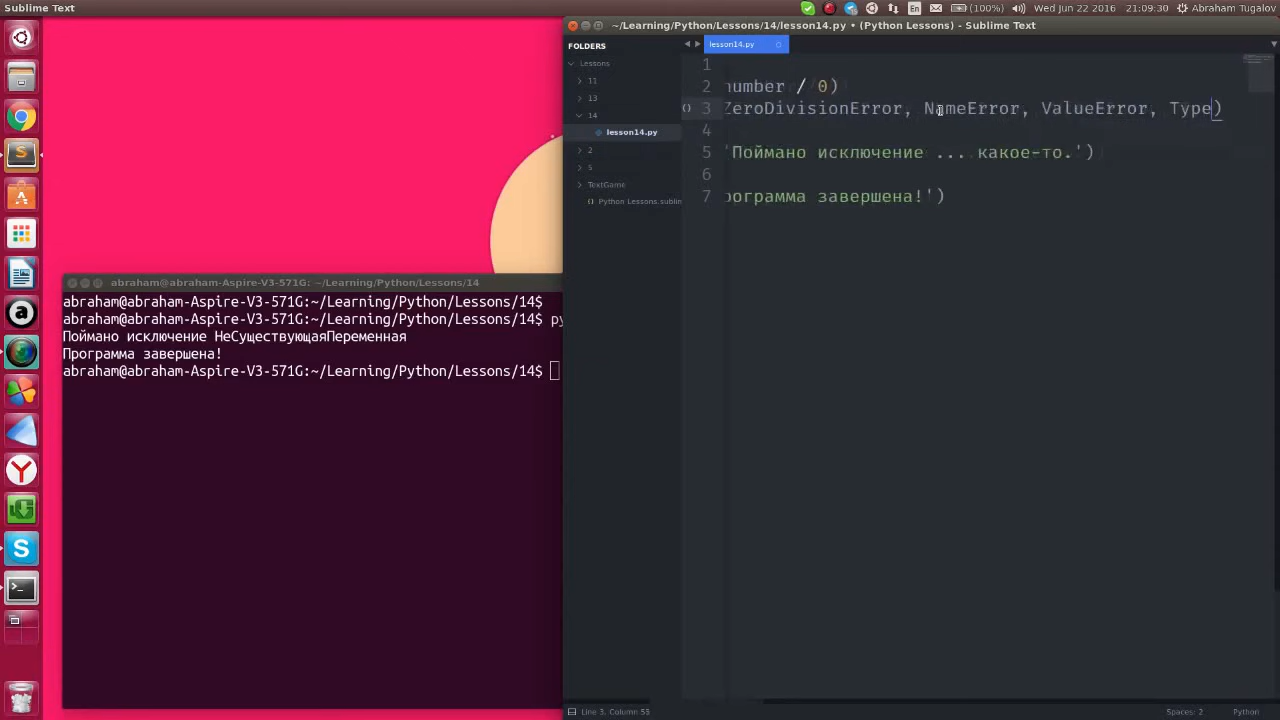 Sublime Text
En
(100%)
Wed Jun 22 2016
21:09:30
Abraham Tugalov
~/Learning/Python/Lessons/14/lesson14.py • (Python Lessons) - Sublime Text
FOLDERS
Lessons
11
13
14
lesson14.py
2
5
TextGame
Python Lessons.sublim
lesson14.py
1
2 number / 0)
3 ZeroDivisionError, NameError, ValueError, Type)
4
5 'Поймано исключение ... какое-то.')
6
7 рограмма завершена!')
abraham@abraham-Aspire-V3-571G: ~/Learning/Python/Lessons/14
abraham@abraham-Aspire-V3-571G:~/Learning/Python/Lessons/14$
abraham@abraham-Aspire-V3-571G:~/Learning/Python/Lessons/14$ py
Поймано исключение НеСуществующаяПеременная
Программа завершена!
abraham@abraham-Aspire-V3-571G:~/Learning/Python/Lessons/14$
Line 3, Column 53
Spaces: 2
Python